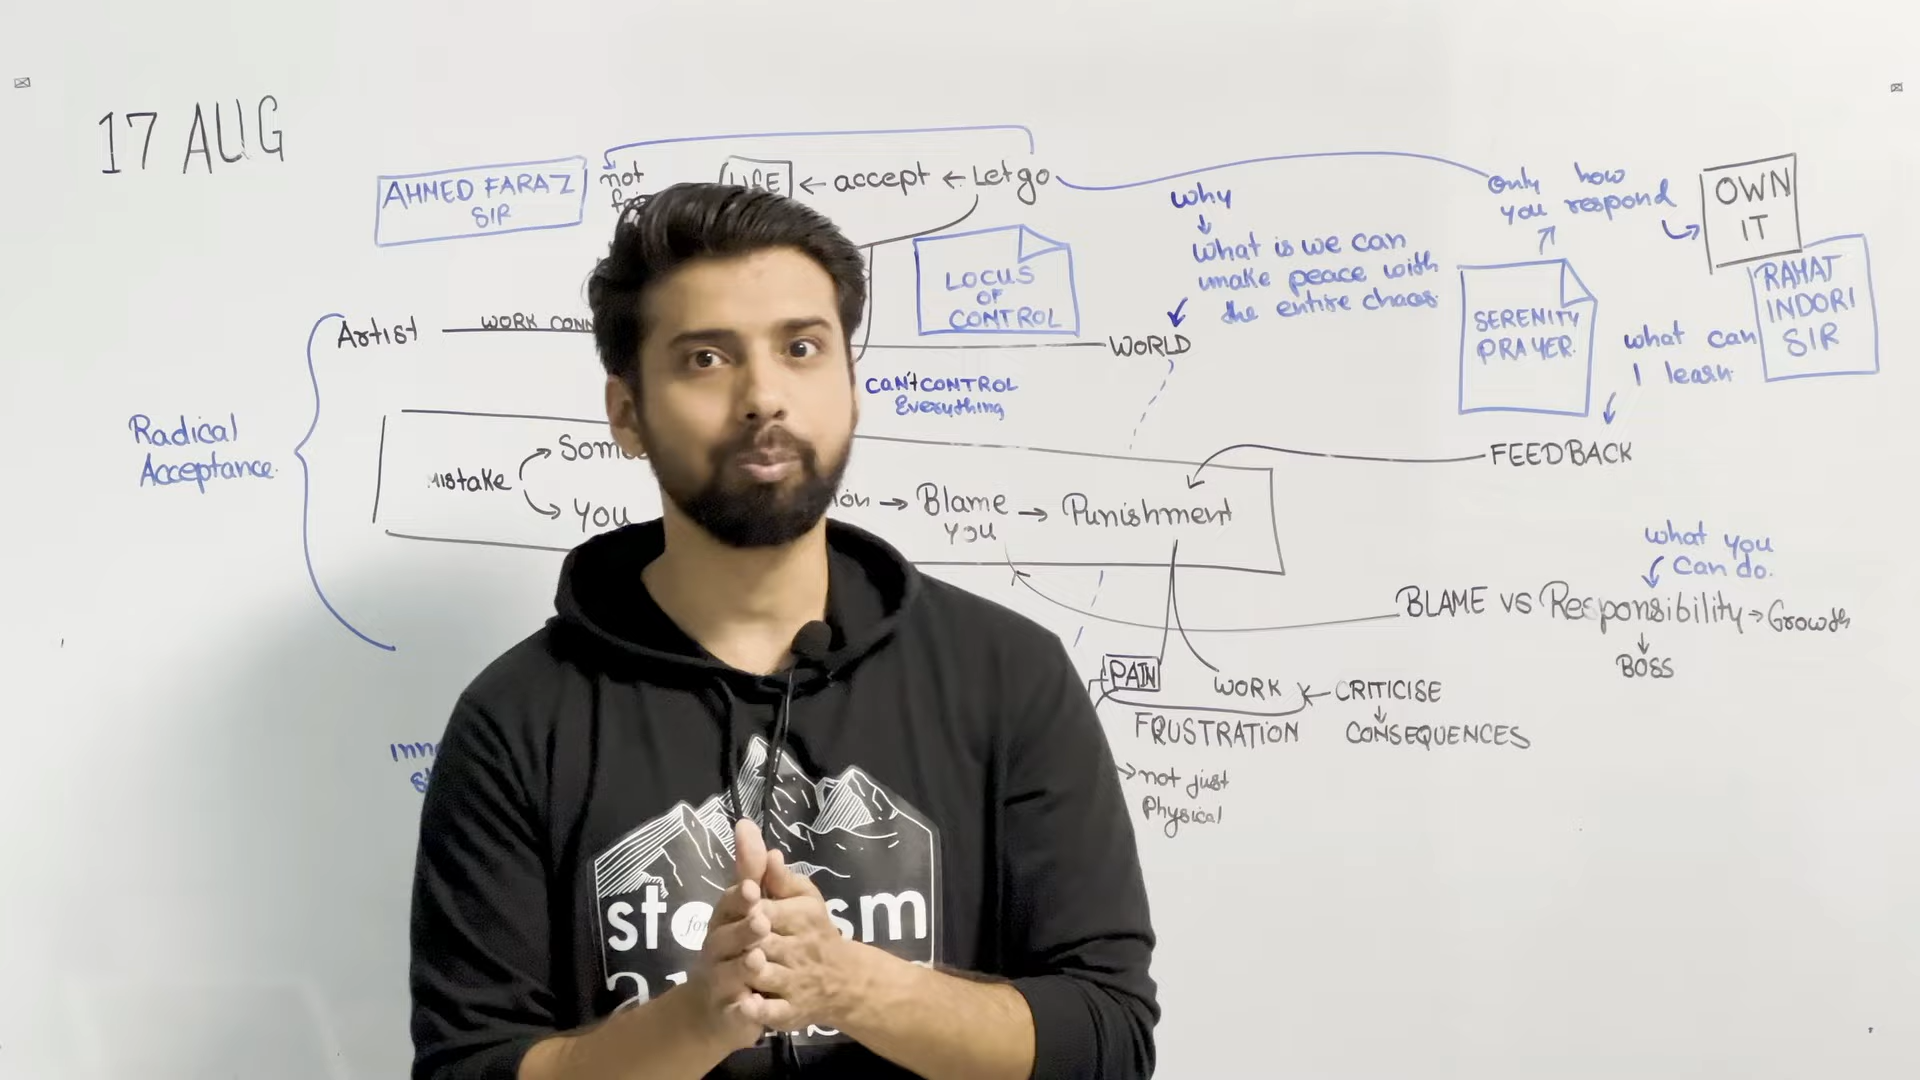 17 AUG
AHMED FARAZ
SIR
not
LIFE ← accept ← Let go
why
↓
What is we can
make peace with
the entire chaos
only how
you respond
OWN
IT
LOCUS
OF
CONTROL
SERENITY
PRAYER.
RAHAT
INDORI
SIR
what can
I learn
Artist
WORK CONN
WORLD
CAN'T CONTROL
Everything
Radical
Acceptance.
Mistake
You
→ Blame
You
→ Punishment
FEEDBACK
what you
can do.
BLAME vs Responsibility → Growth
↓
BOSS
PAIN
WORK ← CRITICISE
↓
FRUSTRATION
CONSEQUENCES
→ not just
Physical
for